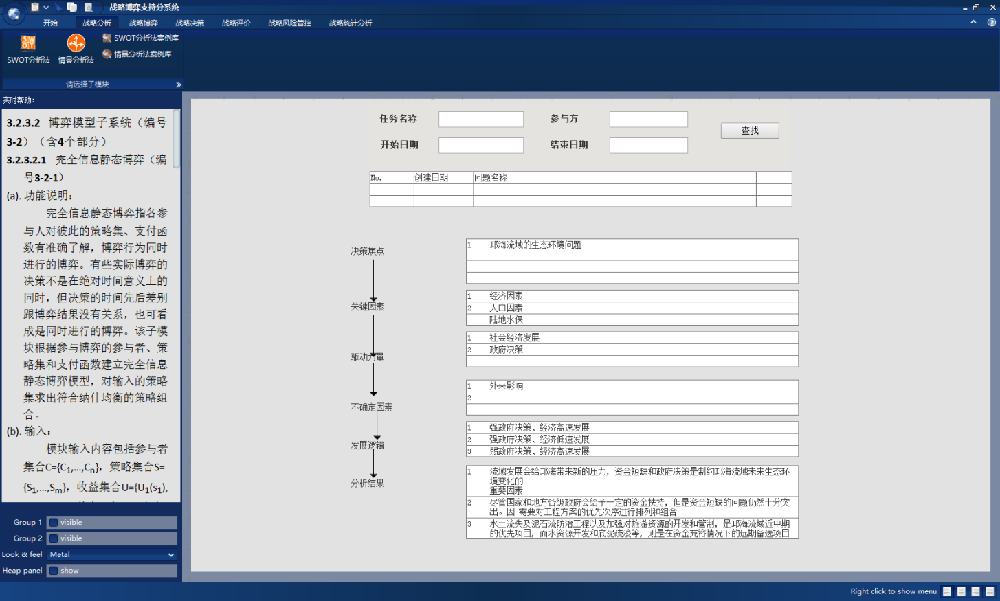 战略博弈支持分系统
开始 战略分析 战略博弈 战略决策 战略评价 战略风险管控 战略统计分析
SWOT分析法
情景分析法
SWOT分析法案例库
情景分析法案例库
请选择子模块
实时帮助:
3.2.3.2 博弈模型子系统（编号
3-2）（含4个部分）
3.2.3.2.1 完全信息静态博弈（编
号3-2-1）
(a). 功能说明：
完全信息静态博弈指各参
与人对彼此的策略集、支付函
数有准确了解，博弈行为同时
进行的博弈。有些实际博弈的
决策不是在绝对时间意义上的
同时，但决策的时间先后差别
跟博弈结果没有关系，也可看
成是同时进行的博弈。该子模
块根据参与博弈的参与者、策
略集和支付函数建立完全信息
静态博弈模型，对输入的策略
集求出符合纳什均衡的策略组
合。
(b). 输入：
模块输入内容包括参与者
集合C={C1,...,Cn}，策略集合S=
{S1,...,Sm}，收益集合U={U1(s1),
Group 1 visible
Group 2 visible
Look & feel Metal
Heap panel show
任务名称 参与方
查找
开始日期 结束日期
No. 创建日期 问题名称
决策焦点
1 邛海流域的生态环境问题
关键因素
1 经济因素
2 人口因素
陆地水保
驱动力量
1 社会经济发展
2 政府决策
不确定因素
1 外来影响
2
发展逻辑
1 强政府决策、经济高速发展
2 强政府决策、经济低速发展
3 弱政府决策、经济高速发展
分析结果
1 流域发展会给邛海带来新的压力，资金短缺和政府决策是制约邛海流域未来生态环
境变化的
重要因素
2 尽管国家和地方各级政府会给予一定的资金扶持，但是资金短缺的问题仍然十分突
出。因 需要对工程方案的优先次序进行排列和组合
3 水土流失及泥石流防治工程以及加强对旅游资源的开发和管制，是邛海流域近中期
的优先项目，而水资源开发和底泥疏浚等，则是在资金充裕情况下的远期备选项目
Right click to show menu